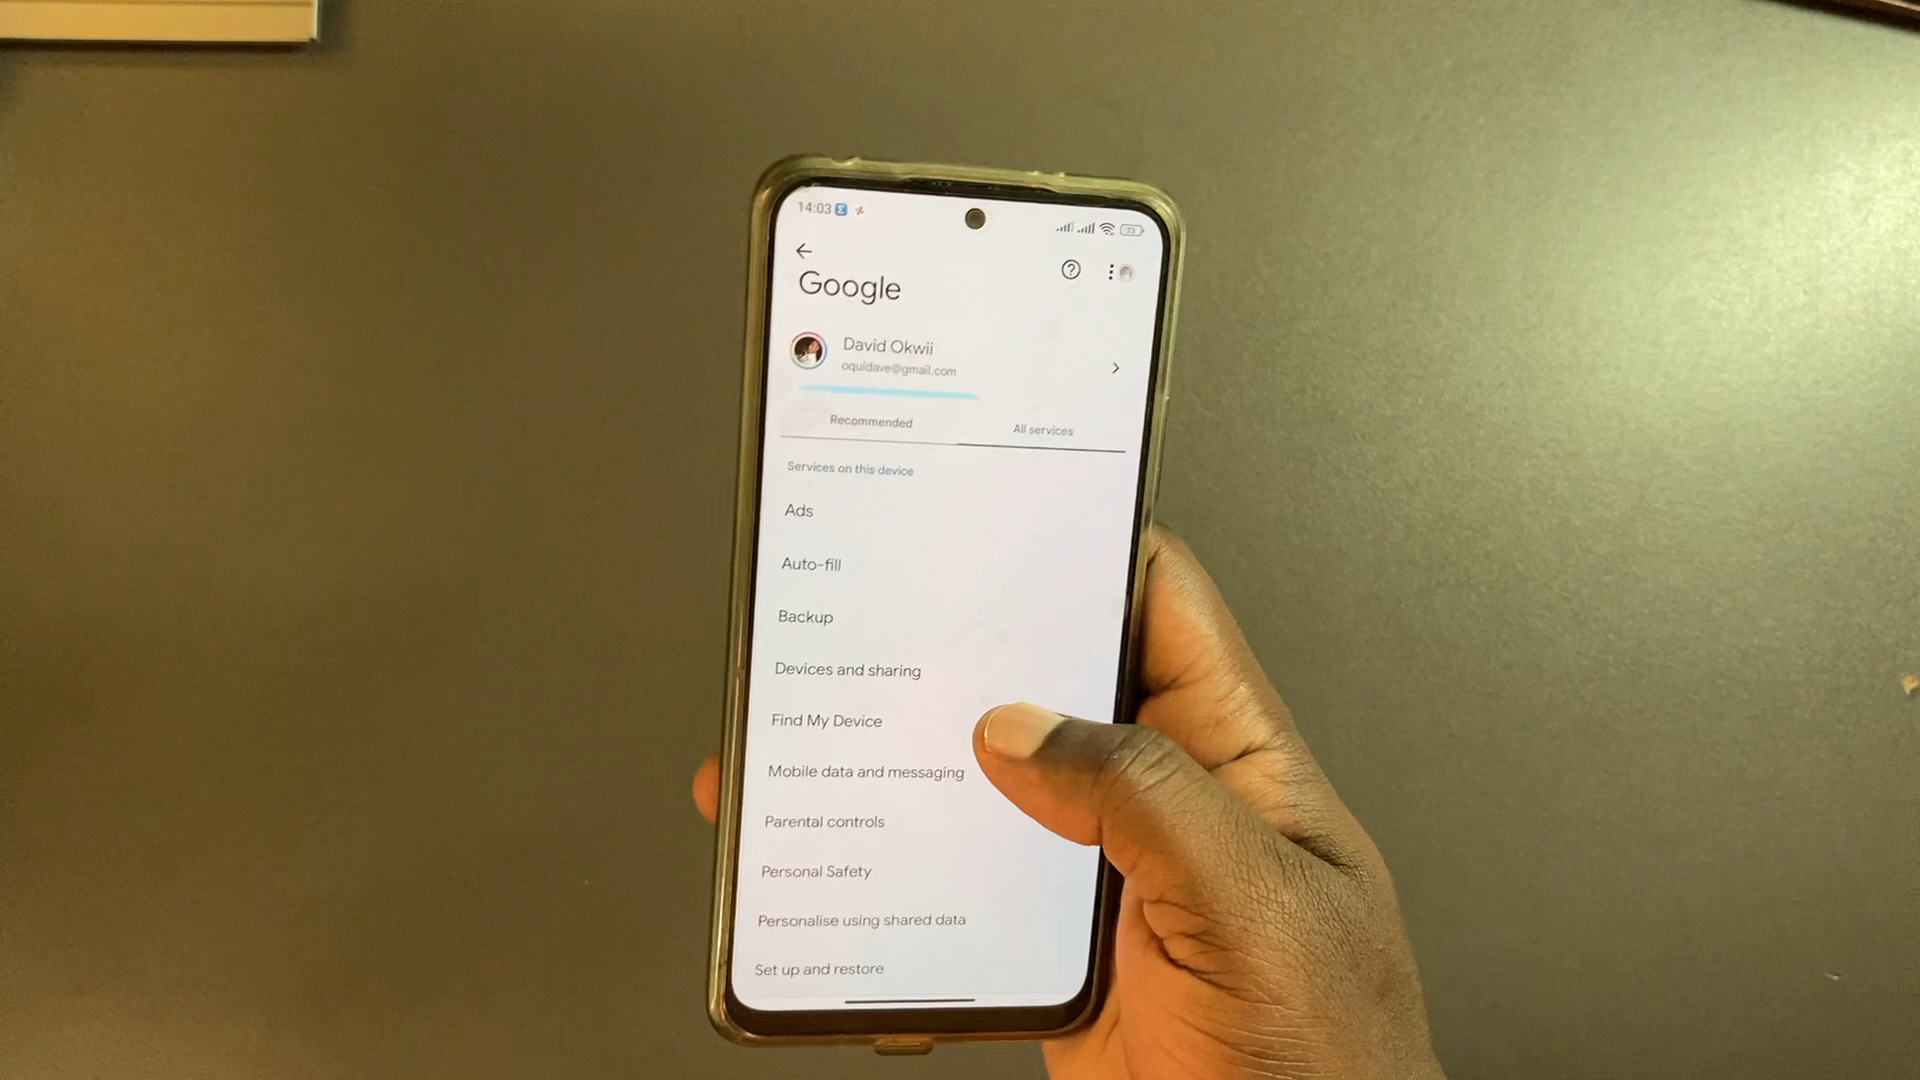 14:03
73
Google
David Okwii
oquidave@gmail.com
Recommended
All services
Services on this device
Ads
Auto-fill
Backup
Devices and sharing
Find My Device
Mobile data and messaging
Parental controls
Personal Safety
Personalise using shared data
Set up and restore